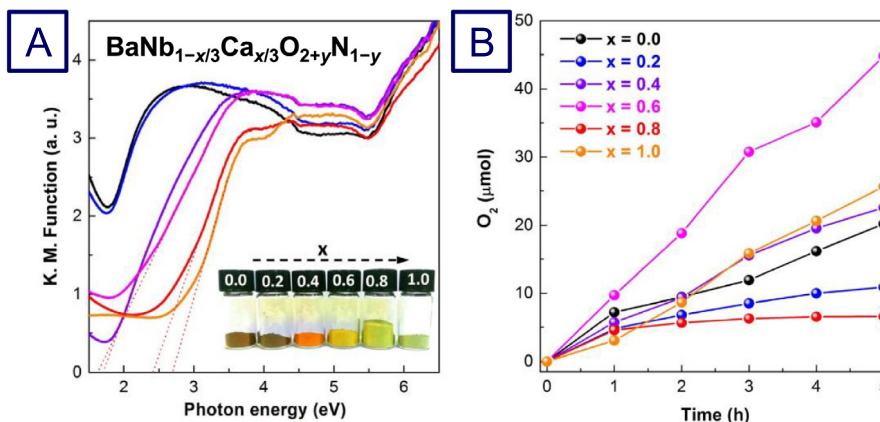 A
BaNb1−x/3Cax/3O2+yN1−y
K. M. Function (a. u.)
4
3
2
1
0
x
0.0 0.2 0.4 0.6 0.8 1.0
2 3 4 5 6
Photon energy (eV)
B
x = 0.0
x = 0.2
x = 0.4
x = 0.6
x = 0.8
x = 1.0
O2 (μmol)
50
40
30
20
10
0
0 1 2 3 4
Time (h)